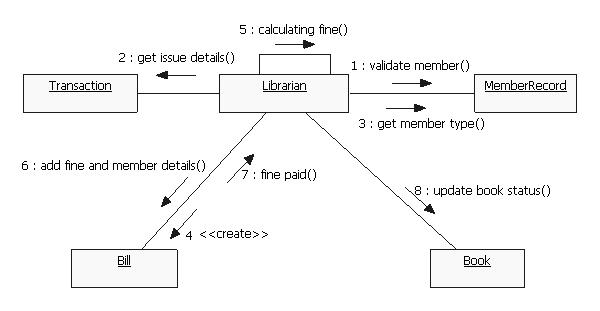 5 : calculating fine()
2 : get issue details()
1 : validate member()
Transaction
Librarian
MemberRecord
3 : get member type()
6 : add fine and member details()
7 : fine paid()
8 : update book status()
4 <<create>>
Bill
Book